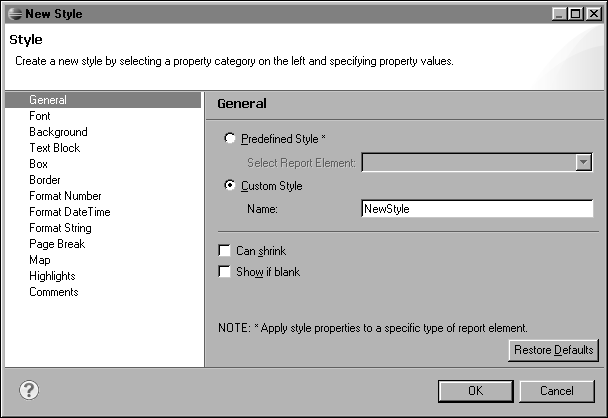 New Style
Style
Create a new style by selecting a property category on the left and specifying property values.
General
Font
Background
Text Block
Box
Border
Format Number
Format DateTime
Format String
Page Break
Map
Highlights
Comments
General
Predefined Style *
Select Report Element:
Custom Style
Name: NewStyle
Can shrink
Show if blank
NOTE: * Apply style properties to a specific type of report element.
Restore Defaults
?
OK Cancel